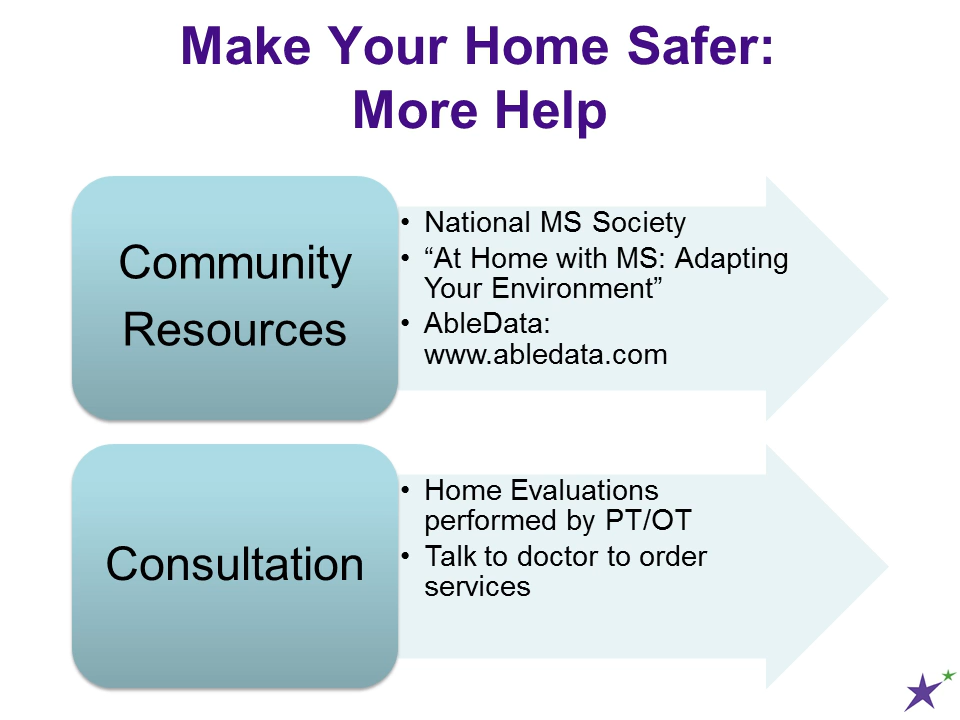 Make Your Home Safer:
More Help
Community
Resources
• National MS Society
• “At Home with MS: Adapting
Your Environment”
• AbleData:
www.abledata.com
Consultation
• Home Evaluations
performed by PT/OT
• Talk to doctor to order
services